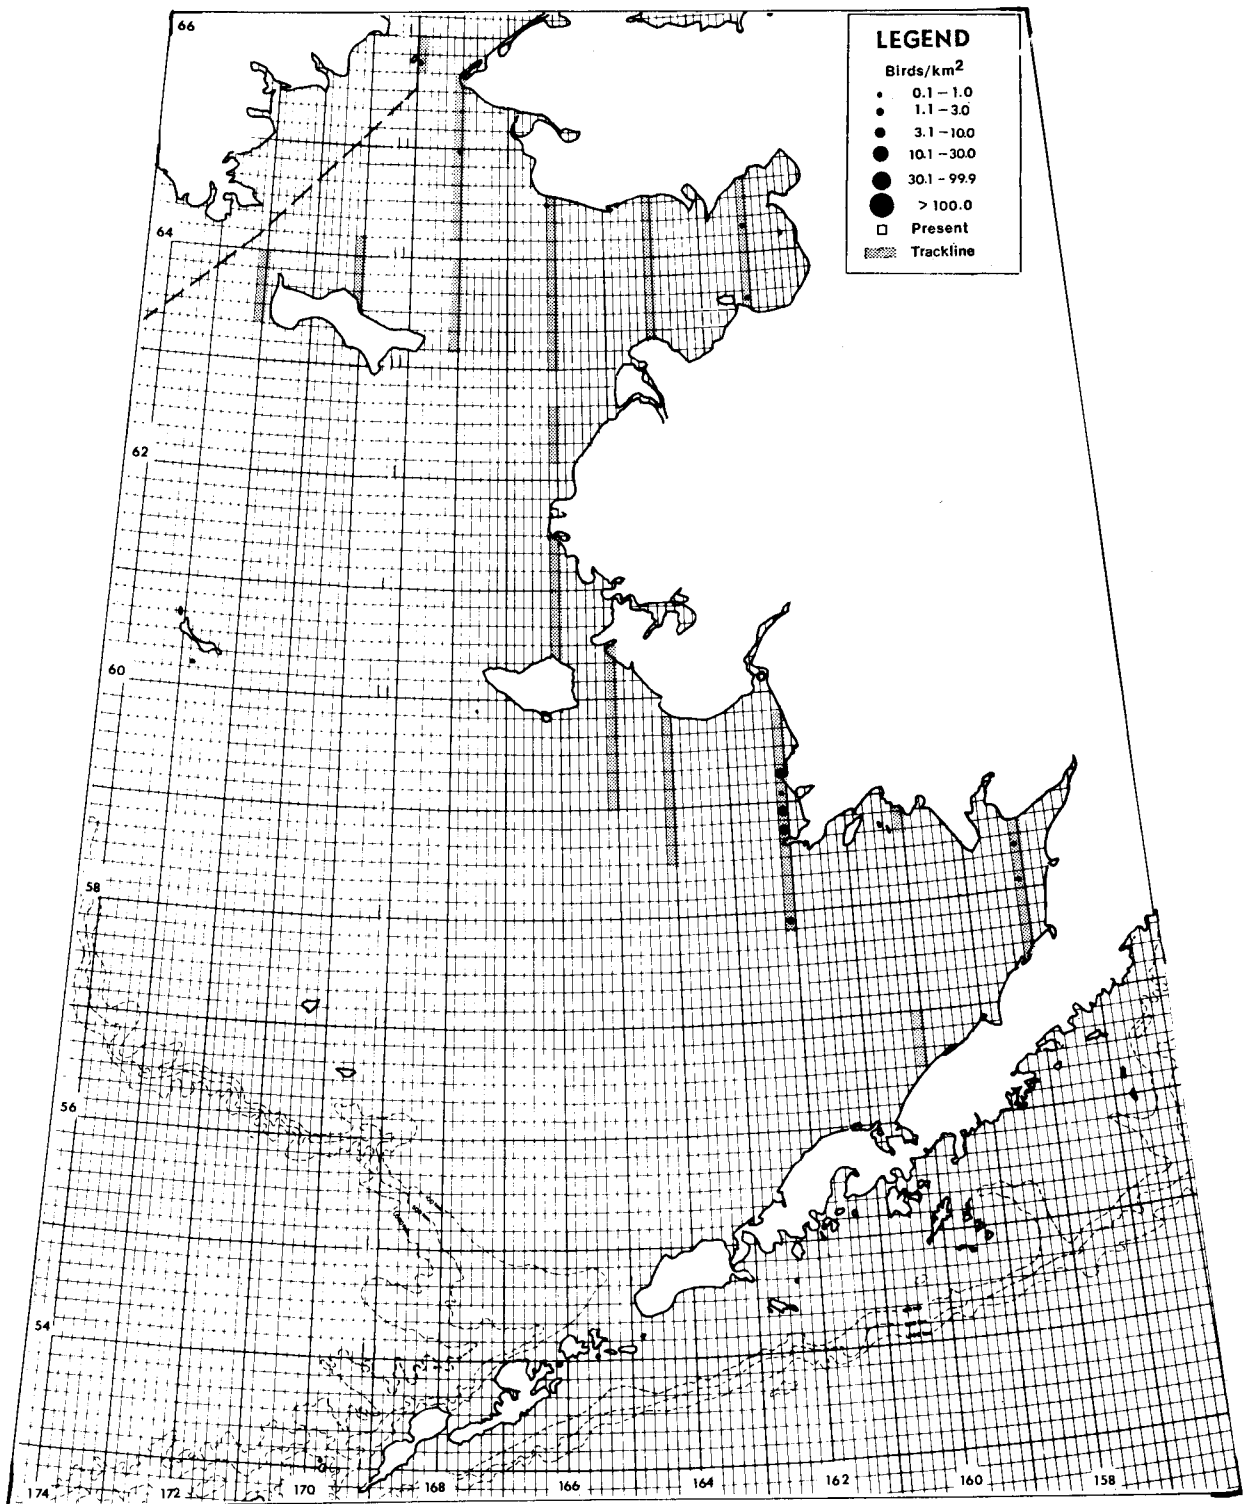 66
LEGEND
Birds/km2
0.1 – 1.0
1.1 – 3.0
3.1 – 10.0
10.1 – 30.0
30.1 – 99.9
> 100.0
Present
Trackline
64
62
60
58
56
54
174
172
170
168
166
164
162
160
158